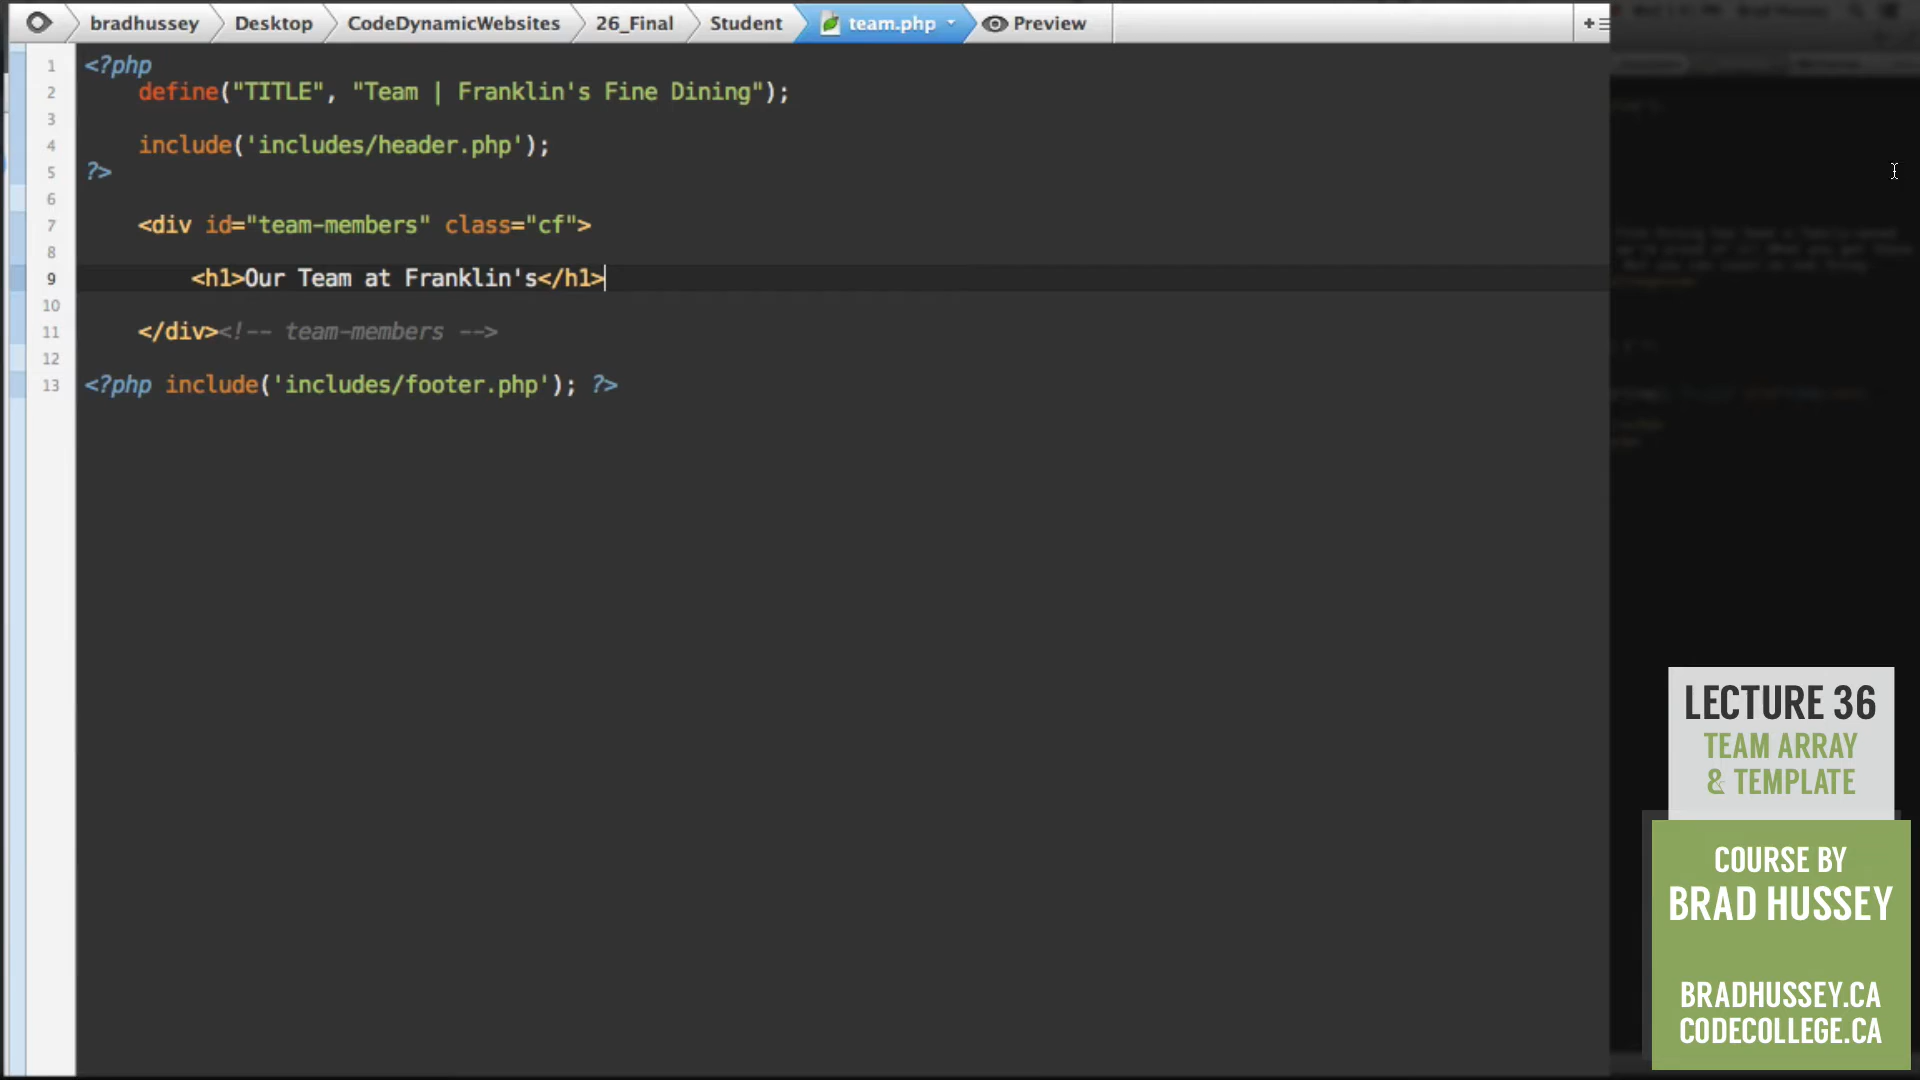 bradhussey Desktop CodeDynamicWebsites 26_Final Student team.php Preview
1 <?php
2 define("TITLE", "Team | Franklin's Fine Dining");
3
4 include('includes/header.php');
5 ?>
6
7 <div id="team-members" class="cf">
8
9 <h1>Our Team at Franklin's</h1>
10
11 </div><!-- team-members -->
12
13 <?php include('includes/footer.php'); ?>
LECTURE 36
TEAM ARRAY
& TEMPLATE
COURSE BY
BRAD HUSSEY
BRADHUSSEY.CA
CODECOLLEGE.CA